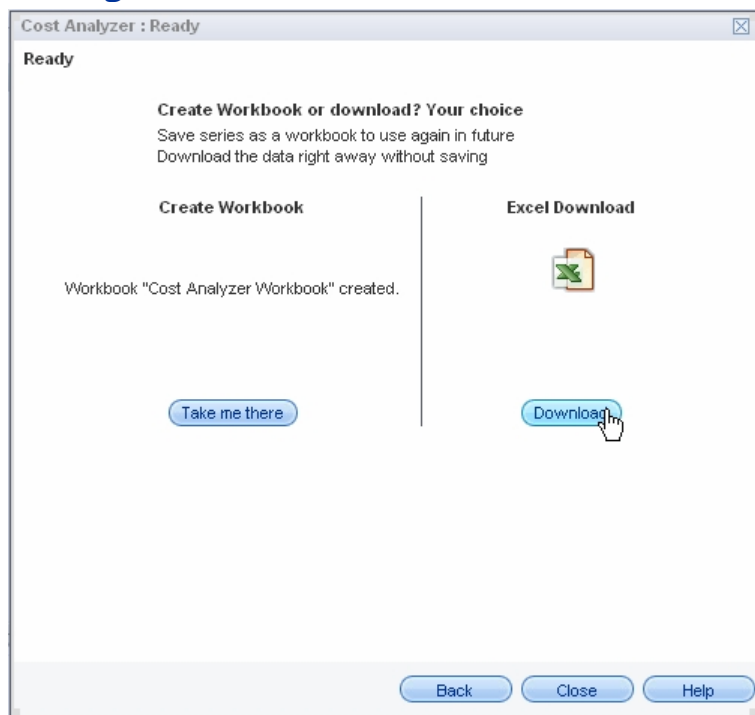 Cost Analyzer : Ready
Ready
Create Workbook or download? Your choice
Save series as a workbook to use again in future
Download the data right away without saving
Create Workbook
Excel Download
Workbook "Cost Analyzer Workbook" created.
Take me there
Download
Back
Close
Help